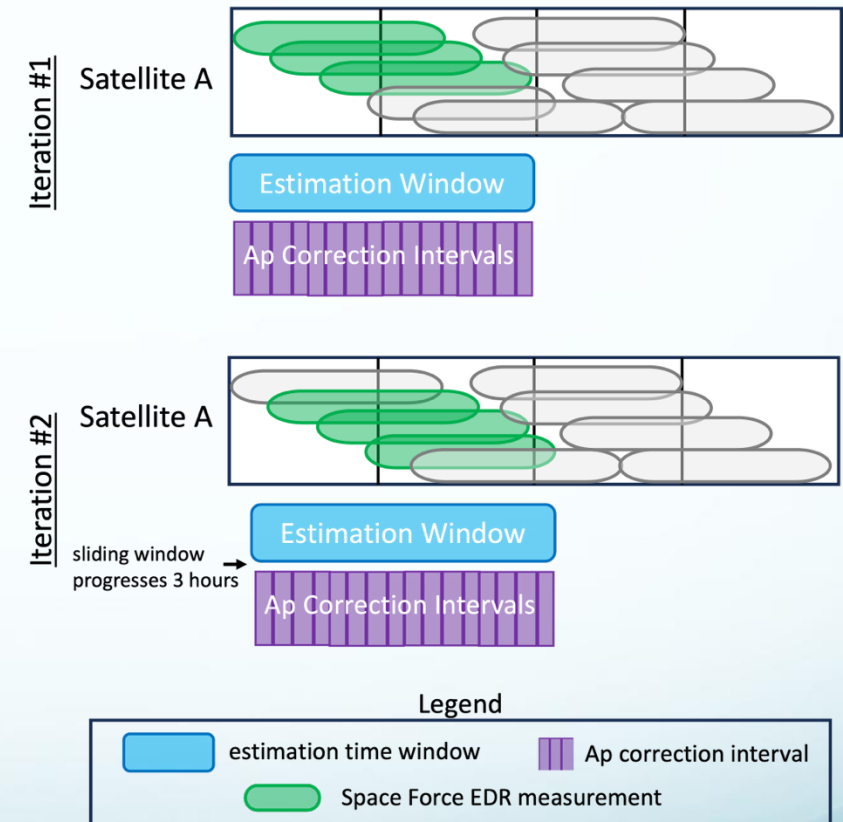 Iteration #1
Satellite A
Estimation Window
Ap Correction Intervals
Iteration #2
Satellite A
sliding window
progresses 3 hours
Estimation Window
Ap Correction Intervals
Legend
estimation time window
Ap correction interval
Space Force EDR measurement